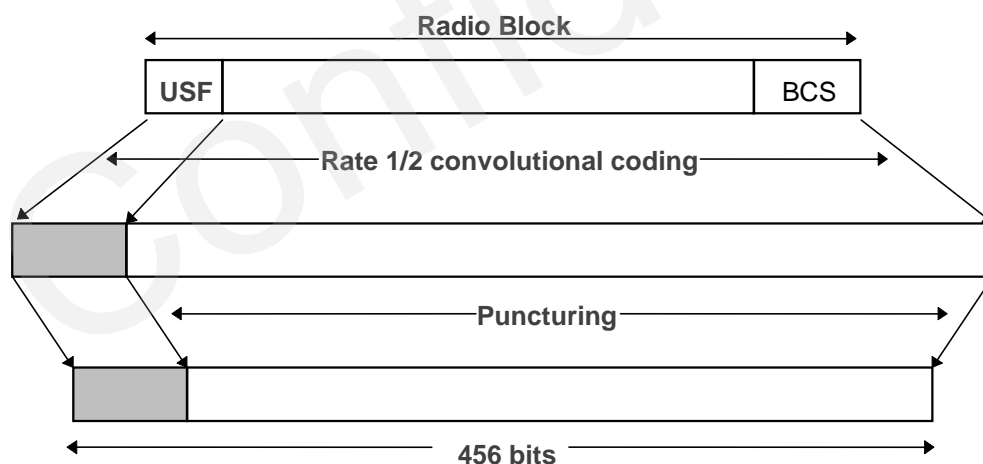 Radio Block
USF
BCS
Rate 1/2 convolutional coding
Puncturing
456 bits